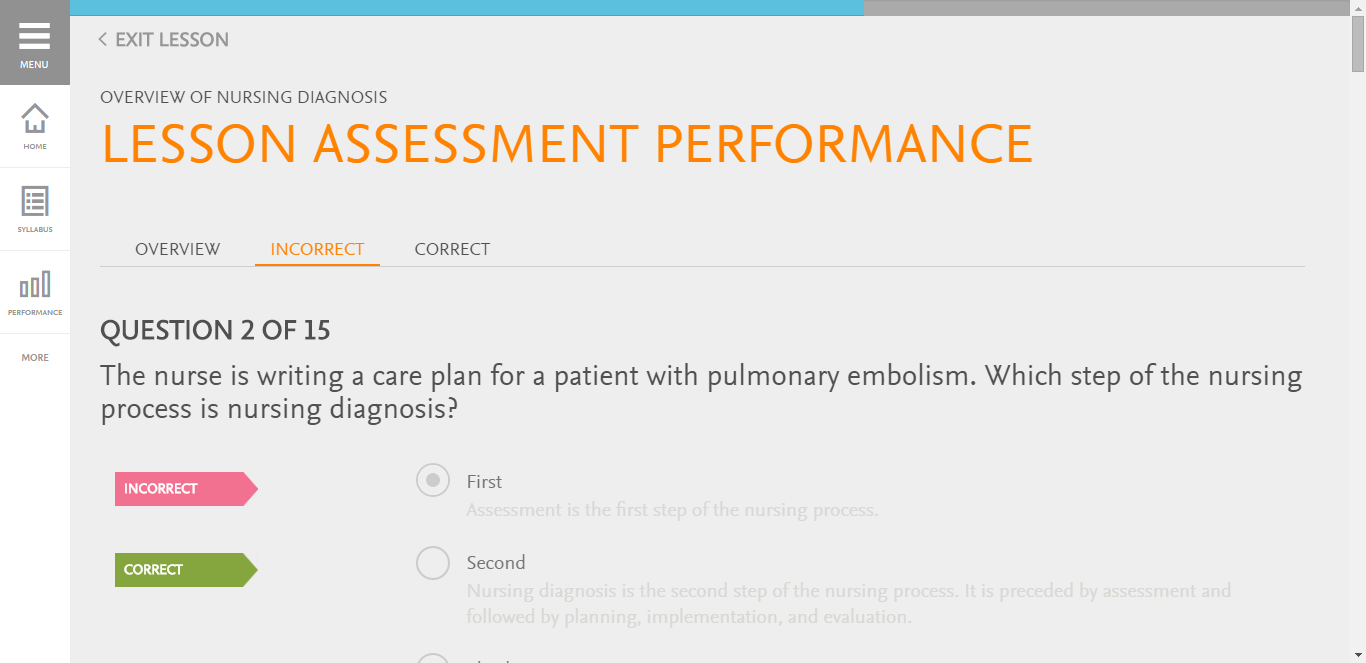 MENU
HOME
SYLLABUS
PERFORMANCE
MORE
EXIT LESSON
OVERVIEW OF NURSING DIAGNOSIS
LESSON ASSESSMENT PERFORMANCE
OVERVIEW INCORRECT CORRECT
QUESTION 2 OF 15
The nurse is writing a care plan for a patient with pulmonary embolism. Which step of the nursing
process is nursing diagnosis?
INCORRECT First
Assessment is the first step of the nursing process.
CORRECT Second
Nursing diagnosis is the second step of the nursing process. It is preceded by assessment and
followed by planning, implementation, and evaluation.